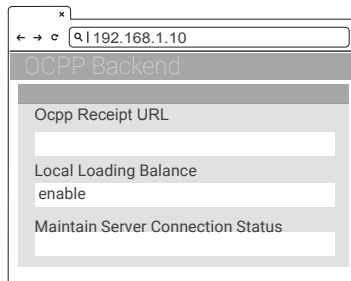 192.168.1.10
OCPP Backend
Ocpp Receipt URL
Local Loading Balance
enable
Maintain Server Connection Status